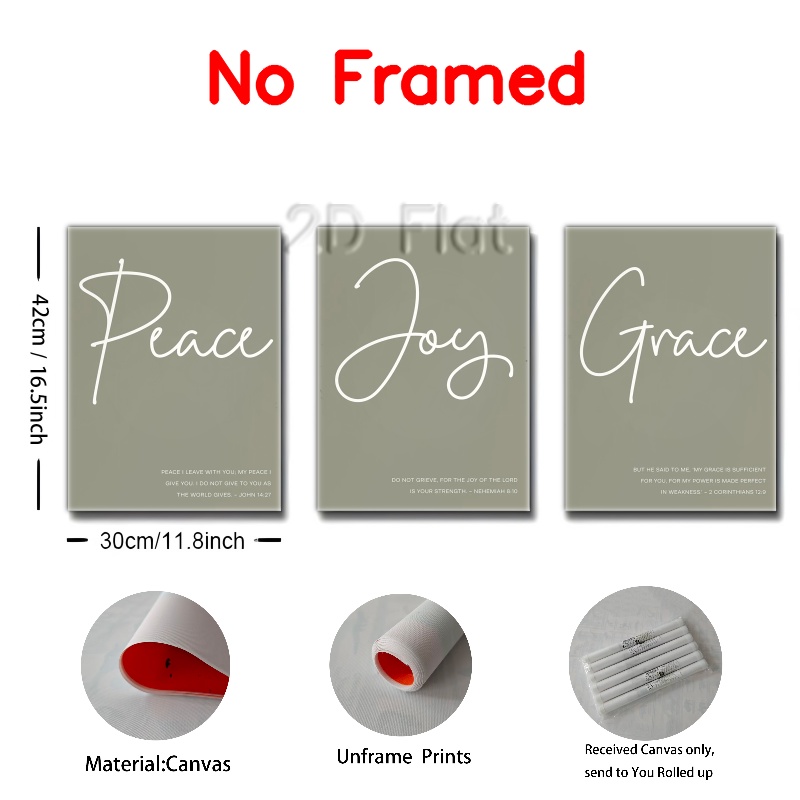 No Framed
2D Flat
Peace
PEACE I LEAVE WITH YOU; MY PEACE I
GIVE YOU. I DO NOT GIVE TO YOU AS
THE WORLD GIVES. – JOHN 14:27
Joy
DO NOT GRIEVE, FOR THE JOY OF THE LORD
IS YOUR STRENGTH. – NEHEMIAH 8:10
Grace
BUT HE SAID TO ME, 'MY GRACE IS SUFFICIENT
FOR YOU, FOR MY POWER IS MADE PERFECT
IN WEAKNESS.' – 2 CORINTHIANS 12:9
42cm / 16.5inch
30cm/11.8inch
Material:Canvas
Unframe Prints
Received Canvas only,
send to You Rolled up